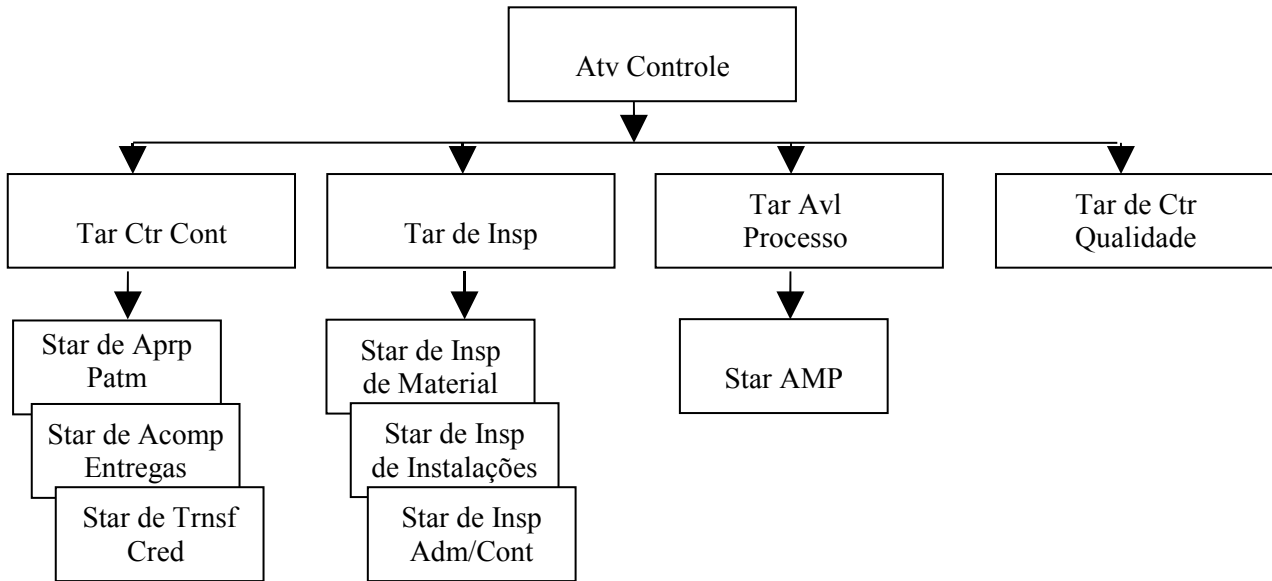 Atv Controle
Tar Ctr Cont
Tar de Insp
Tar Avl
Processo
Tar de Ctr
Qualidade
Star de Aprp
Patm
Star de Acomp
Entregas
Star de Trnsf
Cred
Star de Insp
de Material
Star de Insp
de Instalações
Star de Insp
Adm/Cont
Star AMP